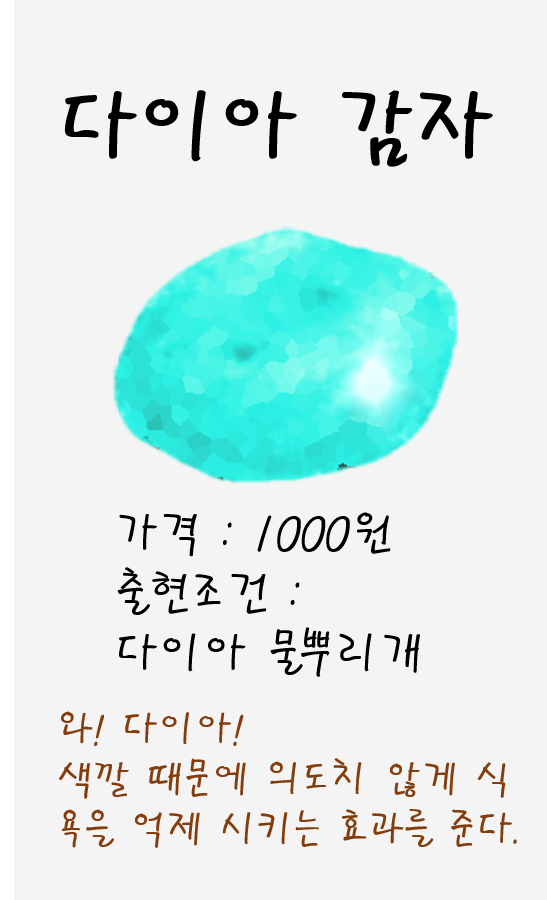 다이아 감자
가격 : 1000원
출현조건 :
다이아 물뿌리개
와! 다이아!
색깔 때문에 의도치 않게 식
욕을 억제 시키는 효과를 준다.